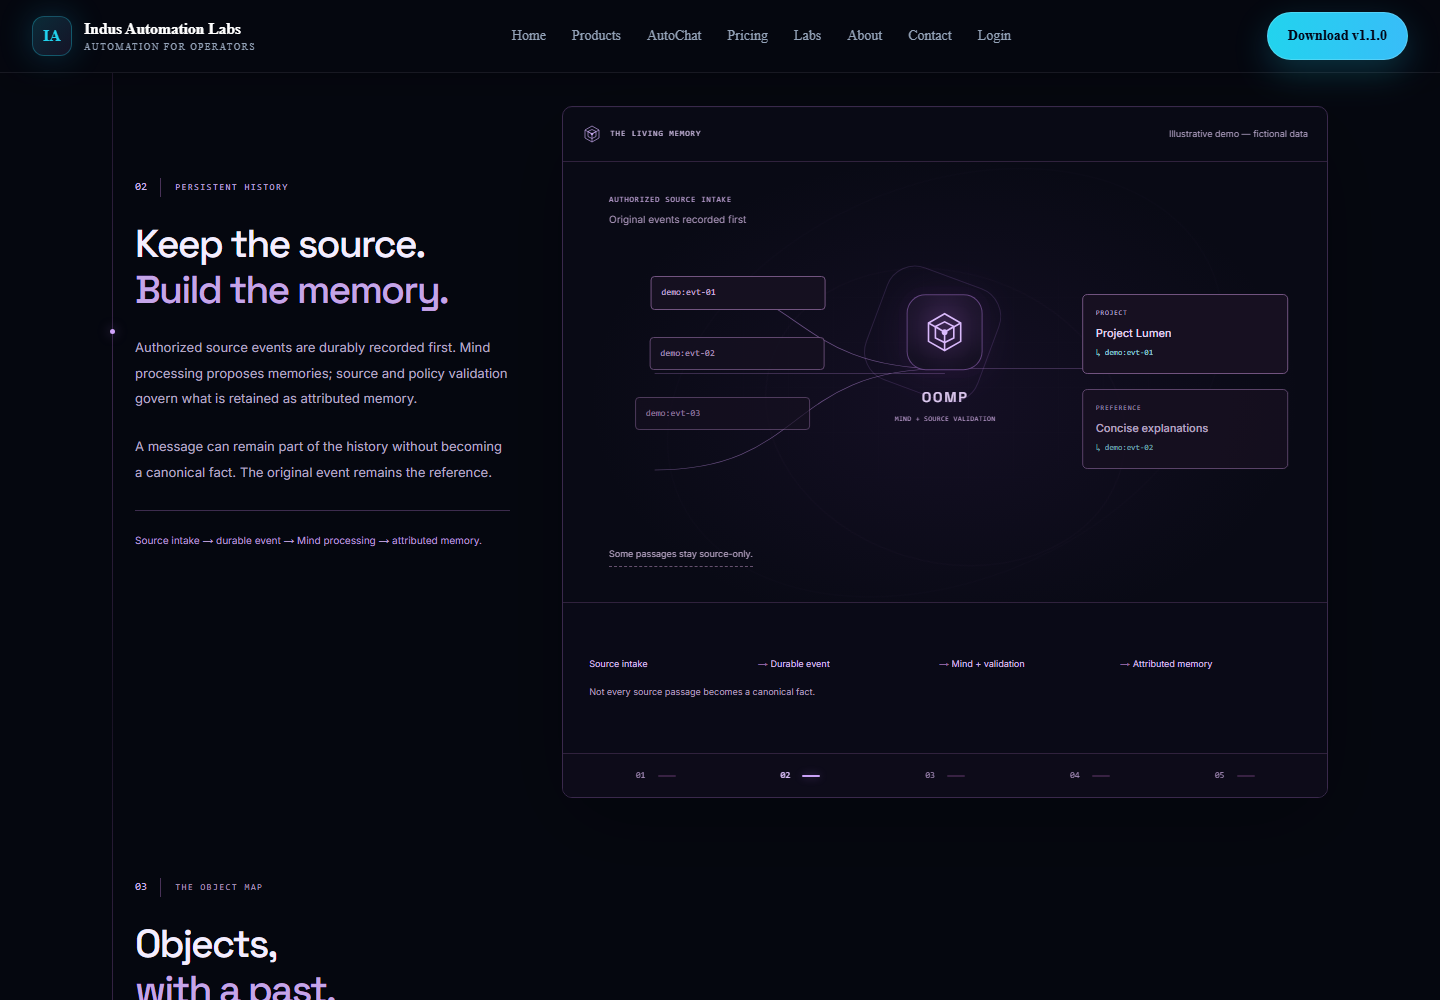 IA
Indus Automation Labs
AUTOMATION FOR OPERATORS
Home Products AutoChat Pricing Labs About Contact Login
Download v1.1.0
02 PERSISTENT HISTORY
Keep the source.
Build the memory.
Authorized source events are durably recorded first. Mind
processing proposes memories; source and policy validation
govern what is retained as attributed memory.
A message can remain part of the history without becoming
a canonical fact. The original event remains the reference.
Source intake → durable event → Mind processing → attributed memory.
THE LIVING MEMORY
Illustrative demo — fictional data
AUTHORIZED SOURCE INTAKE
Original events recorded first
demo:evt-01
demo:evt-02
demo:evt-03
OOMP
MIND + SOURCE VALIDATION
PROJECT
Project Lumen
↳ demo:evt-01
PREFERENCE
Concise explanations
↳ demo:evt-02
Some passages stay source-only.
Source intake → Durable event → Mind + validation → Attributed memory
Not every source passage becomes a canonical fact.
01 02 03 04 05
03 THE OBJECT MAP
Objects,
with a past.